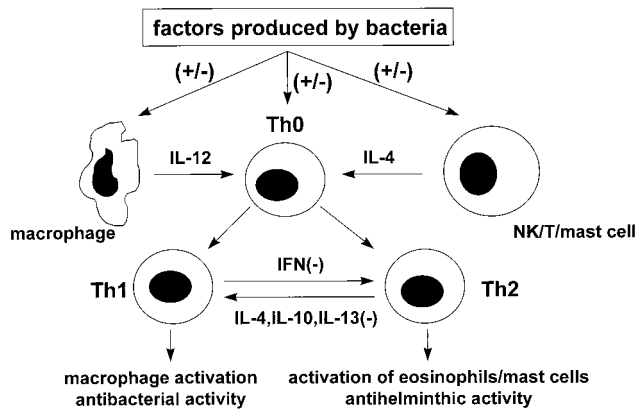 factors produced by bacteria
(+/-)
(+/-)
(+/-)
Th0
IL-12
IL-4
macrophage
NK/T/mast cell
Th1
IFN(-)
Th2
IL-4,IL-10,IL-13(-)
macrophage activation
antibacterial activity
activation of eosinophils/mast cells
antihelminthic activity